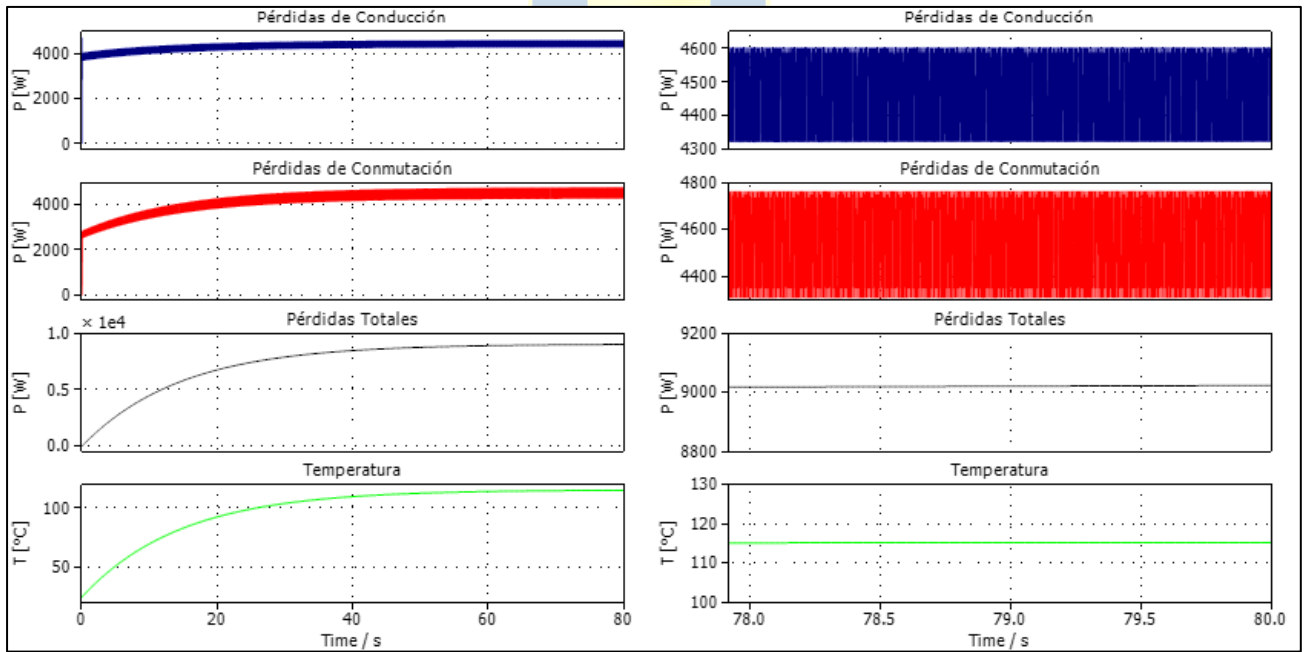 Pérdidas de Conducción
P [W]
4000
2000
0
Pérdidas de Conmutación
P [W]
4000
2000
0
Pérdidas Totales
× 1e4
P [W]
1.0
0.5
0.0
Temperatura
T [ºC]
100
50
0 20 40 60 80
Time / s
Pérdidas de Conducción
P [W]
4600
4500
4400
4300
Pérdidas de Conmutación
P [W]
4800
4600
4400
Pérdidas Totales
P [W]
9200
9000
8800
Temperatura
T [ºC]
130
120
110
100
78.0 78.5 79.0 79.5 80.0
Time / s